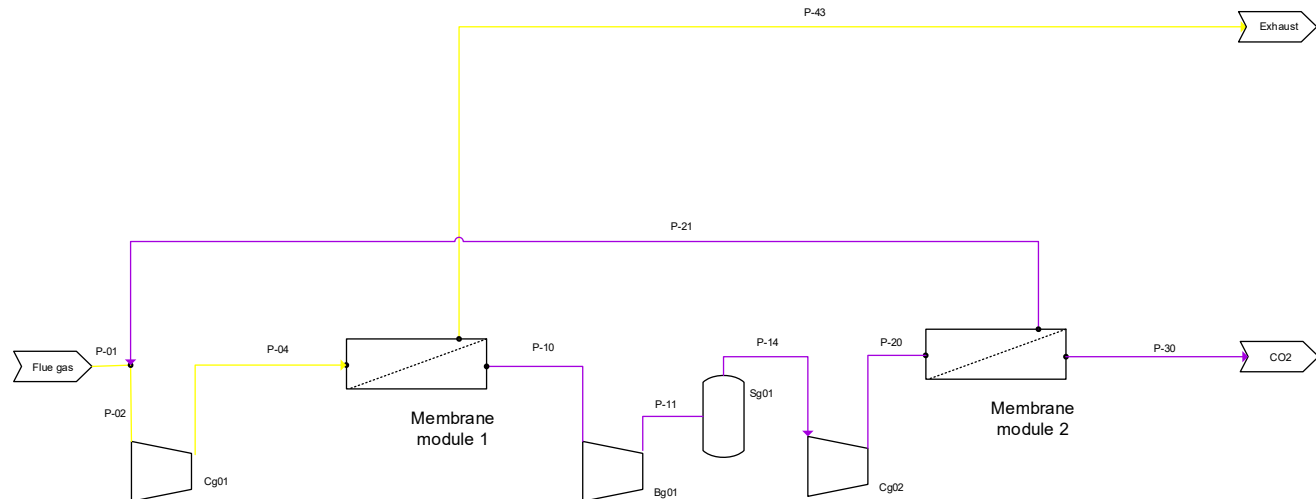 P-43
Exhaust
P-21
P-01
Flue gas
P-04
P-10
P-14
P-20
P-30
CO2
P-02
P-11
Sg01
Membrane
module 1
Membrane
module 2
Cg01
Bg01
Cg02